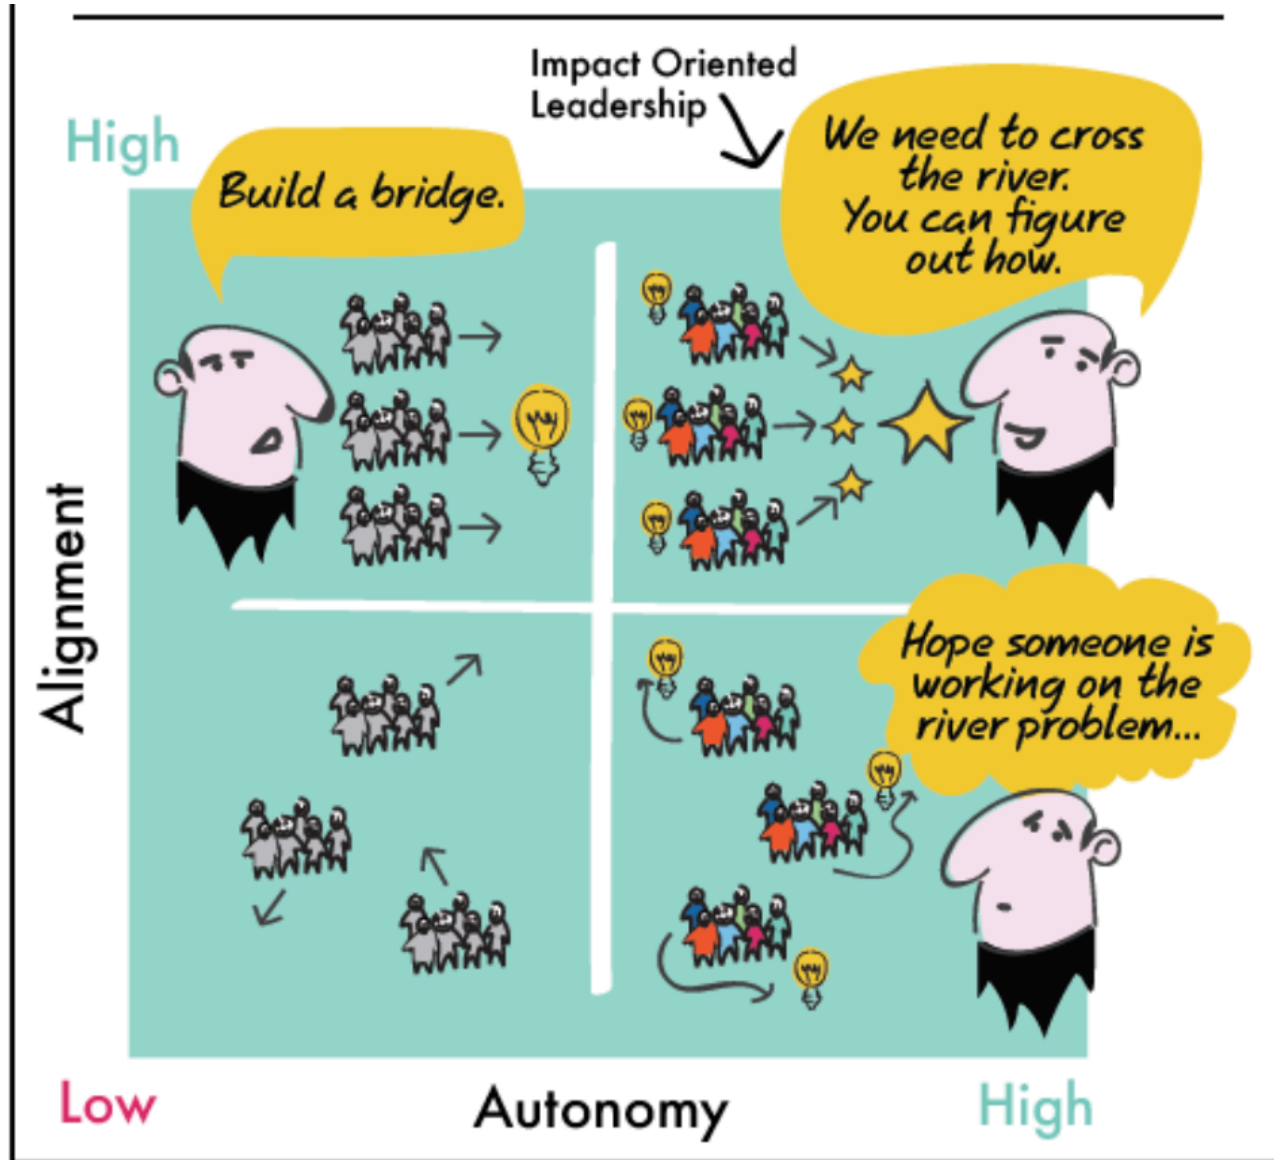 Impact Oriented
Leadership
High
Build a bridge.
We need to cross
the river.
You can figure
out how.
Alignment
Hope someone is
working on the
river problem...
Low
Autonomy
High